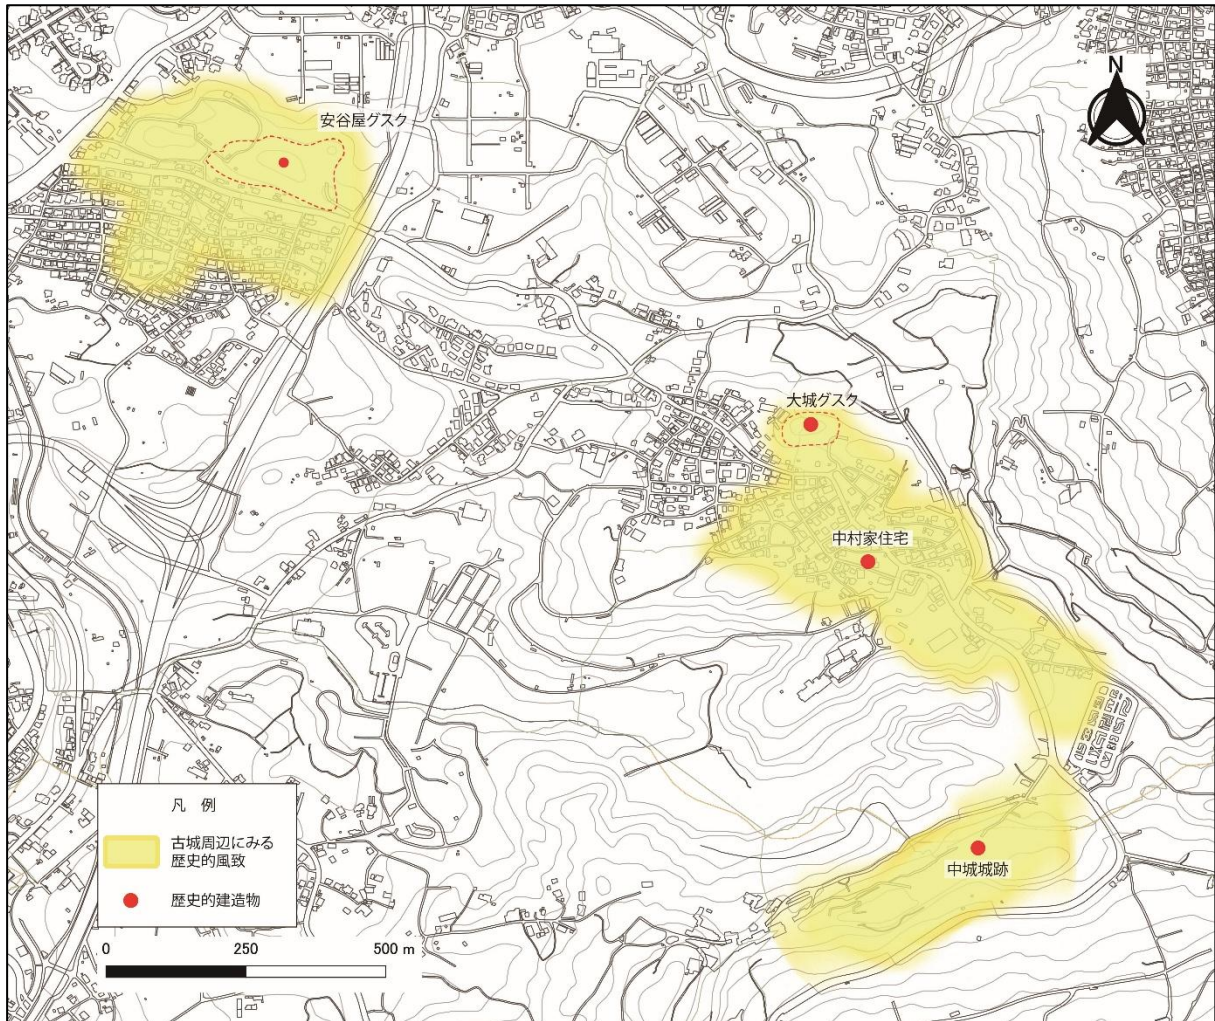 N
安谷屋グスク
大城グスク
中村家住宅
中城城跡
凡 例
古城周辺にみる
歴史的風致
歴史的建造物
0 250 500 m